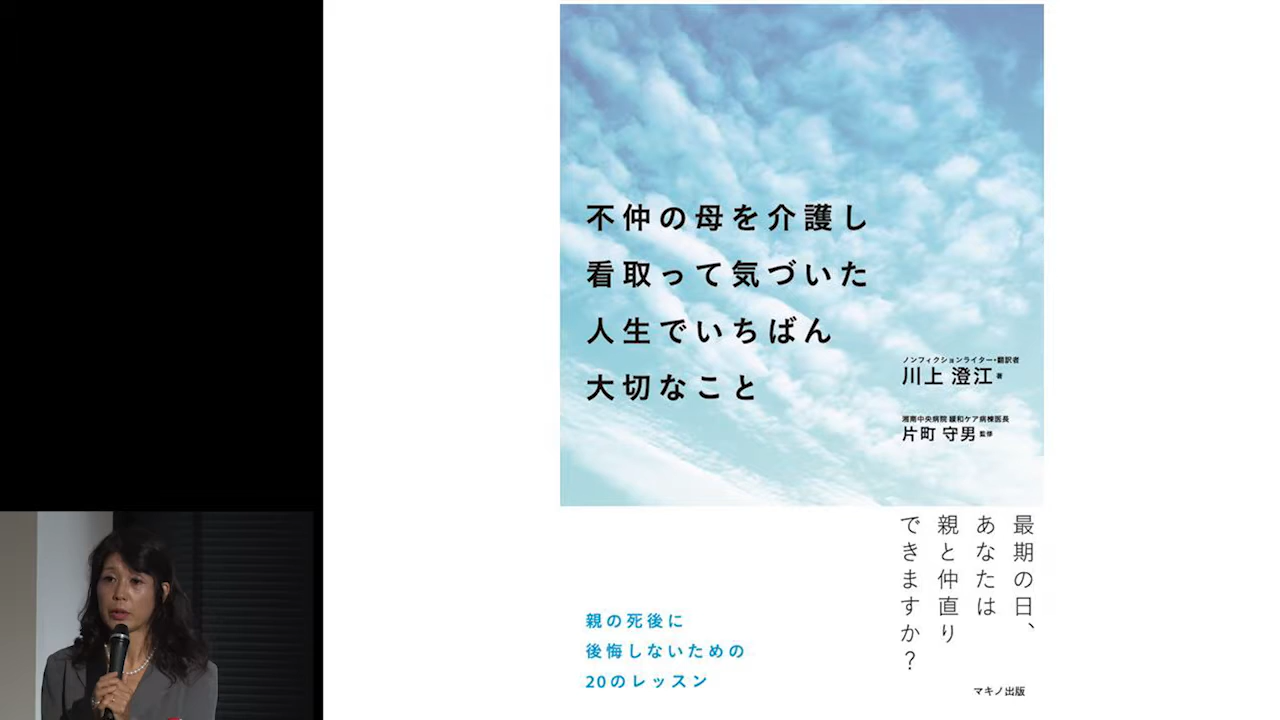 不仲の母を介護し
看取って気づいた
人生でいちばん
大切なこと
ノンフィクションライター・翻訳者
川上 澄江 著
湘南中央病院 緩和ケア病棟医長
片町 守男 監修
最期の日、
あなたは
親と仲直り
できますか?
親の死後に
後悔しないための
20のレッスン
マキノ出版